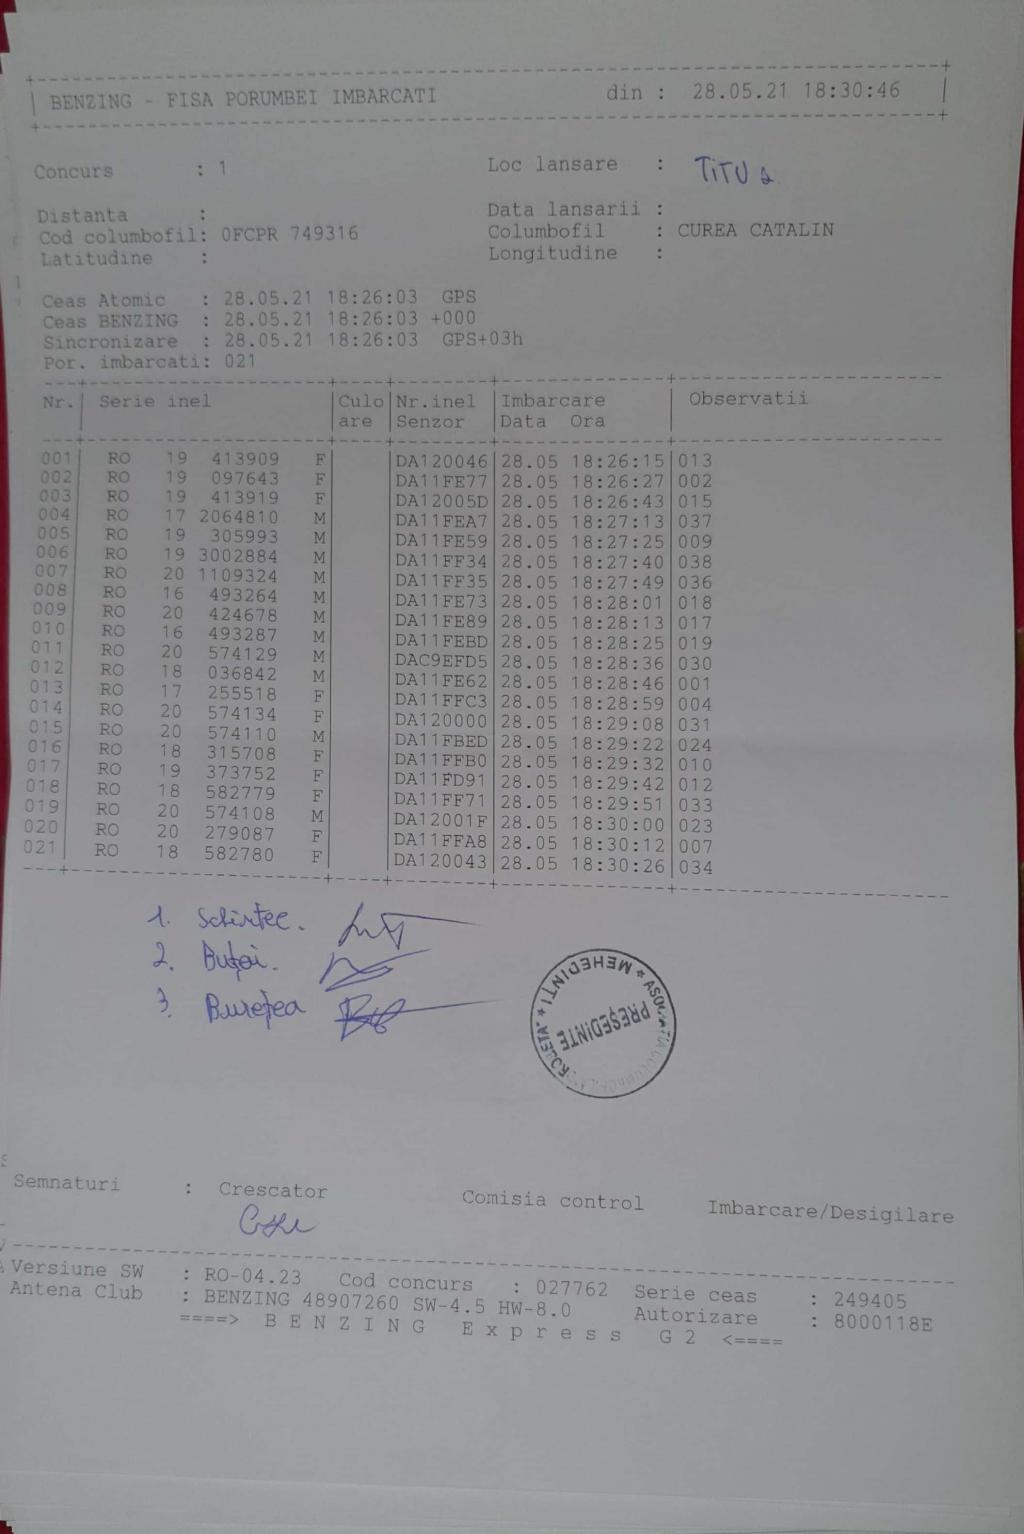 BENZING - FISA PORUMBEI IMBARCATI din : 28.05.21 18:30:46
Concurs : 1 Loc lansare : TiTU 2
Distanta : Data lansarii :
Cod columbofil: 0FCPR 749316 Columbofil : CUREA CATALIN
Latitudine : Longitudine :
Ceas Atomic : 28.05.21 18:26:03 GPS
Ceas BENZING : 28.05.21 18:26:03 +000
Sincronizare : 28.05.21 18:26:03 GPS+03h
Por. imbarcati: 021
Nr. Serie inel Culo Nr.inel Imbarcare Observatii
are Senzor Data Ora
001 RO 19 413909 F DA120046 28.05 18:26:15 013
002 RO 19 097643 F DA11FE77 28.05 18:26:27 002
003 RO 19 413919 F DA12005D 28.05 18:26:43 015
004 RO 17 2064810 M DA11FEA7 28.05 18:27:13 037
005 RO 19 305993 M DA11FE59 28.05 18:27:25 009
006 RO 19 3002884 M DA11FF34 28.05 18:27:40 038
007 RO 20 1109324 M DA11FF35 28.05 18:27:49 036
008 RO 16 493264 M DA11FE73 28.05 18:28:01 018
009 RO 20 424678 M DA11FE89 28.05 18:28:13 017
010 RO 16 493287 M DA11FEBD 28.05 18:28:25 019
011 RO 20 574129 M DAC9EFD5 28.05 18:28:36 030
012 RO 18 036842 M DA11FE62 28.05 18:28:46 001
013 RO 17 255518 F DA11FFC3 28.05 18:28:59 004
014 RO 20 574134 F DA120000 28.05 18:29:08 031
015 RO 20 574110 M DA11FBED 28.05 18:29:22 024
016 RO 18 315708 F DA11FFB0 28.05 18:29:32 010
017 RO 19 373752 F DA11FD91 28.05 18:29:42 012
018 RO 18 582779 F DA11FF71 28.05 18:29:51 033
019 RO 20 574108 M DA12001F 28.05 18:30:00 023
020 RO 20 279087 F DA11FFA8 28.05 18:30:12 007
021 RO 18 582780 F DA120043 28.05 18:30:26 034
1. Schintee.
2. Buțoi.
3. Burețea
MEHEDINTI
PREȘEDINTE
Semnaturi : Crescator Comisia control Imbarcare/Desigilare
Versiune SW : RO-04.23 Cod concurs : 027762 Serie ceas : 249405
Antena Club : BENZING 48907260 SW-4.5 HW-8.0 Autorizare : 8000118E
====> B E N Z I N G E x p r e s s G 2 <====